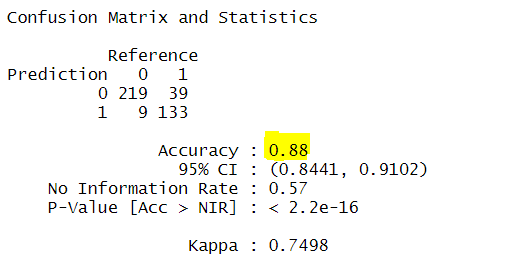 Confusion Matrix and Statistics
Reference
Prediction 0 1
0 219 39
1 9 133
Accuracy : 0.88
95% CI : (0.8441, 0.9102)
No Information Rate : 0.57
P-Value [Acc > NIR] : < 2.2e-16
Kappa : 0.7498